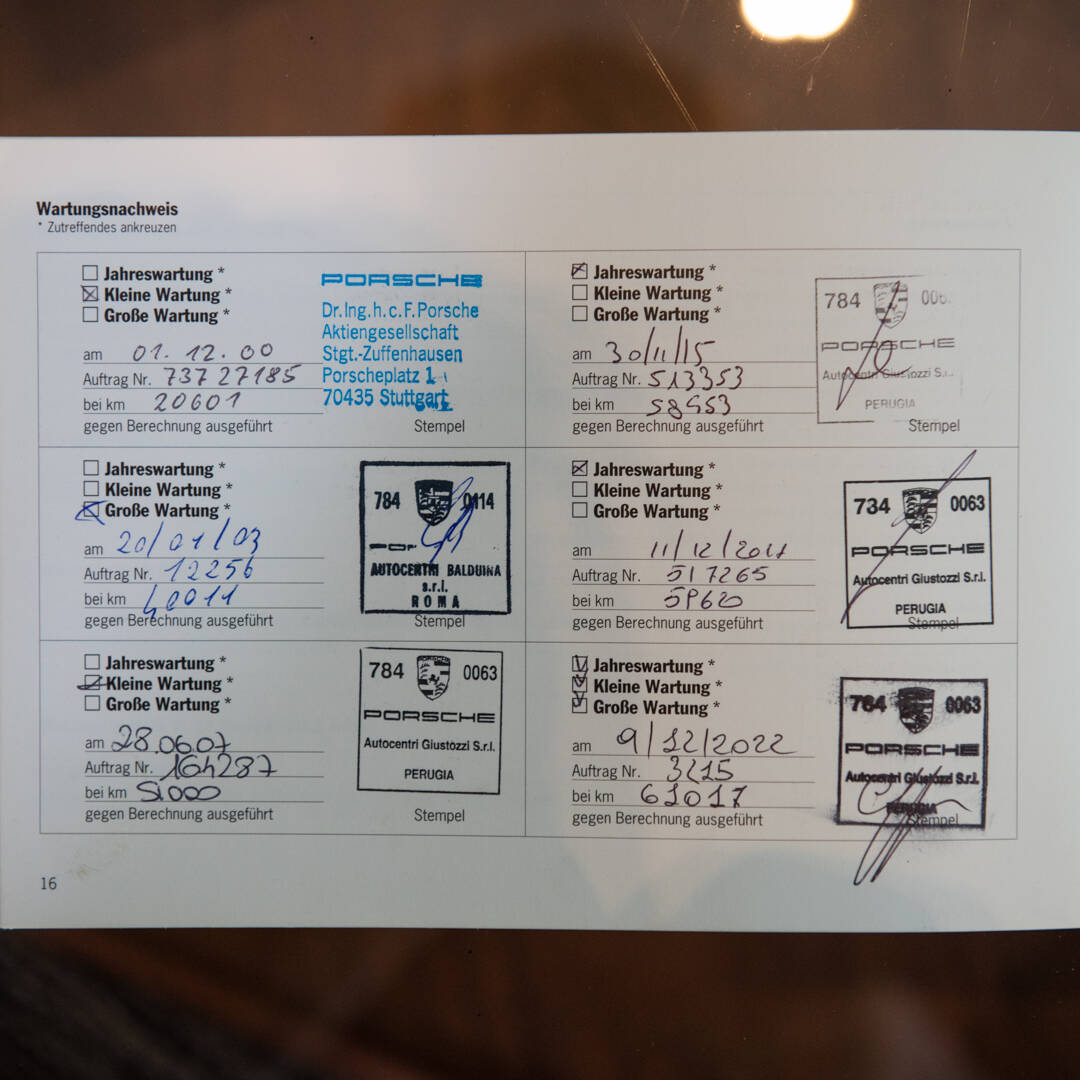 Wartungsnachweis
* Zutreffendes ankreuzen
Jahreswartung *
Kleine Wartung *
Große Wartung *
am 01. 12. 00
Auftrag Nr. 737 27185
bei km 20601
gegen Berechnung ausgeführt
PORSCHE
Dr.Ing.h.c.F.Porsche
Aktiengesellschaft
Stgt.-Zuffenhausen
Porscheplatz 1
70435 Stuttgart
Stempel
Jahreswartung *
Kleine Wartung *
Große Wartung *
am 20/01/03
Auftrag Nr. 12256
bei km 40011
gegen Berechnung ausgeführt
784 0114
AUTOCENTRI BALDUINA
s.r.l.
ROMA
Stempel
Jahreswartung *
Kleine Wartung *
Große Wartung *
am 28.06.07
Auftrag Nr. 164287
bei km 51000
gegen Berechnung ausgeführt
784 0063
PORSCHE
Autocentri Giustozzi S.r.l.
PERUGIA
Stempel
Jahreswartung *
Kleine Wartung *
Große Wartung *
am 30/11/15
Auftrag Nr. 513353
bei km
gegen Berechnung ausgeführt
784
PORSCHE
Autocentri Giustozzi
PERUGIA
Stempel
Jahreswartung *
Kleine Wartung *
Große Wartung *
am
Auftrag Nr. 517265
bei km 59620
gegen Berechnung ausgeführt
734 0063
PORSCHE
Autocentri Giustozzi S.r.l.
PERUGIA
Stempel
Jahreswartung *
Kleine Wartung *
Große Wartung *
am 9/12/2022
Auftrag Nr. 3215
bei km 61017
gegen Berechnung ausgeführt
784 0063
PORSCHE
Autocentri Giustozzi S.r.l.
PERUGIA
Stempel
16